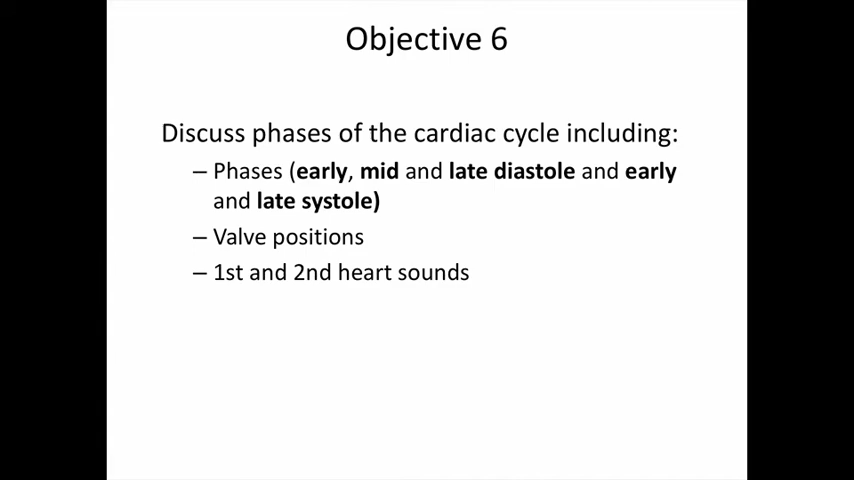 Objective 6
Discuss phases of the cardiac cycle including:
– Phases (early, mid and late diastole and early
and late systole)
– Valve positions
– 1st and 2nd heart sounds